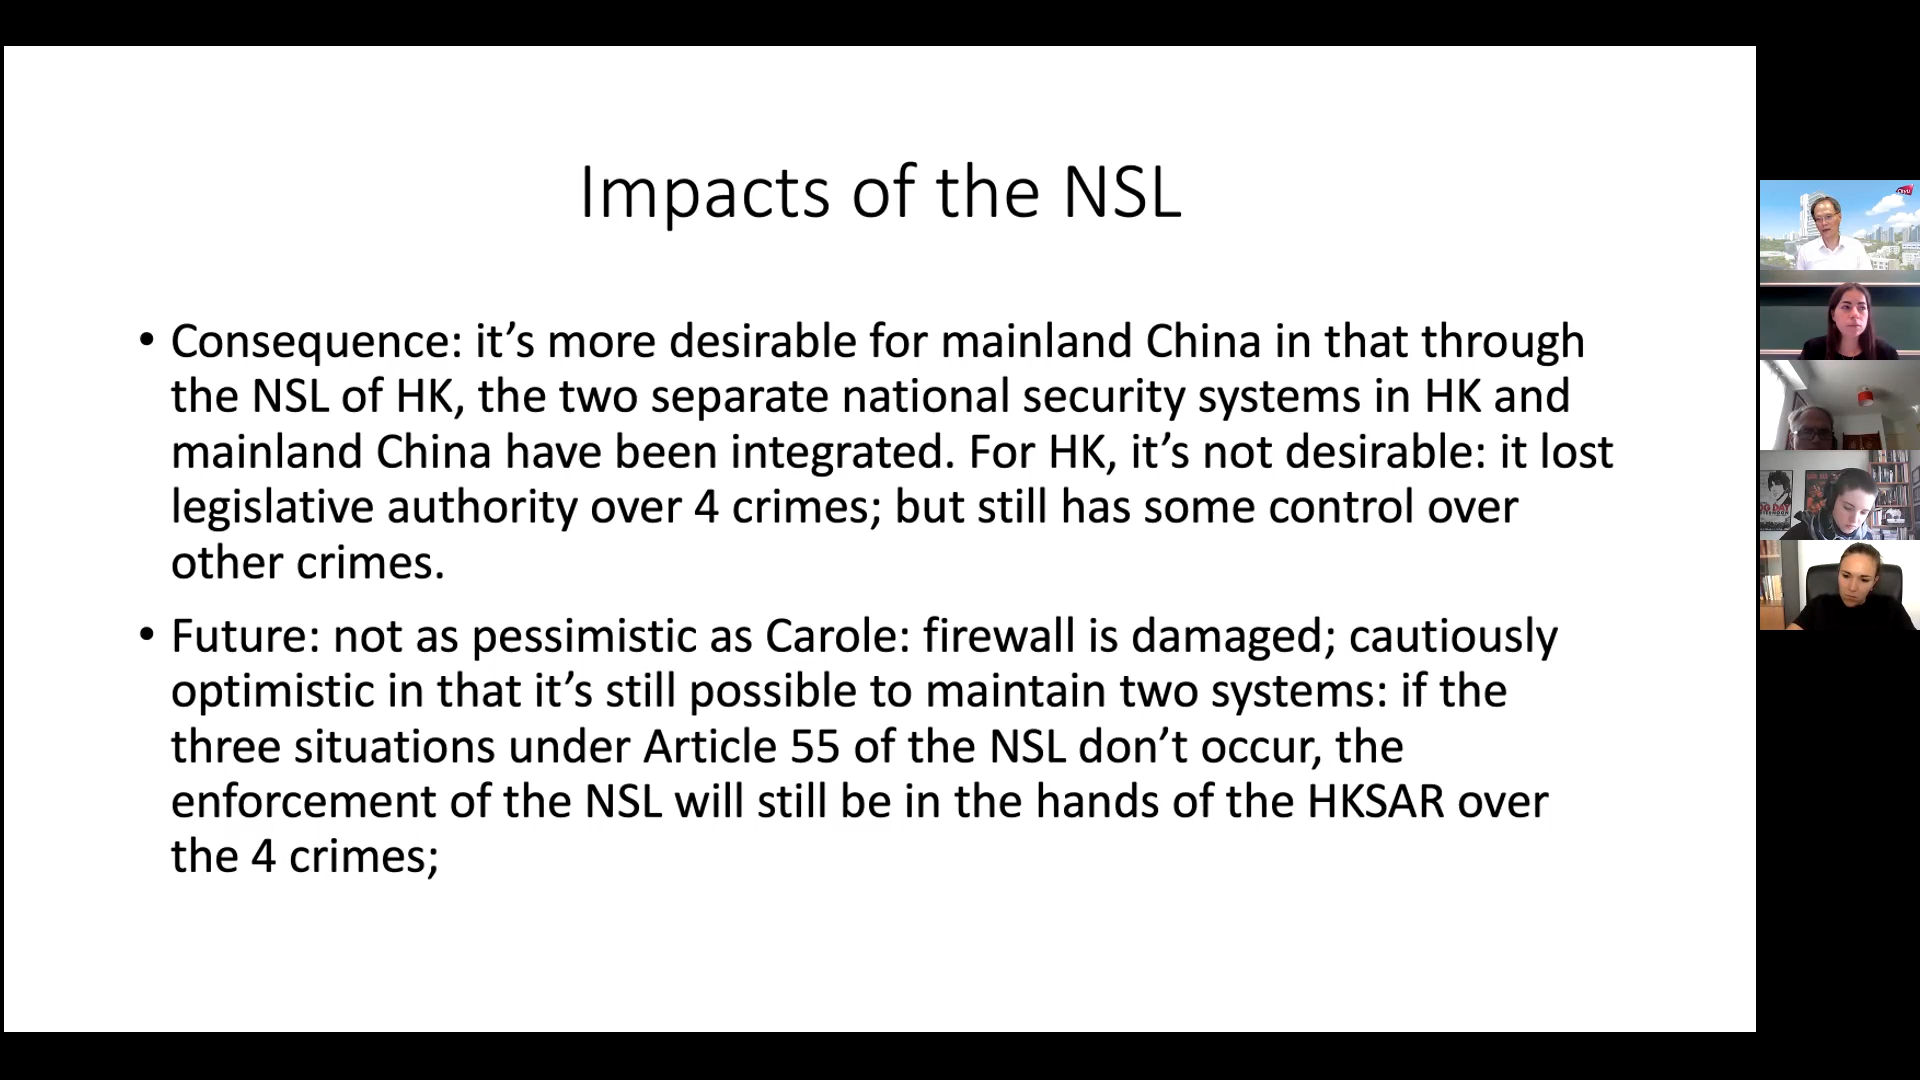 Impacts of the NSL
• Consequence: it’s more desirable for mainland China in that through
the NSL of HK, the two separate national security systems in HK and
mainland China have been integrated. For HK, it’s not desirable: it lost
legislative authority over 4 crimes; but still has some control over
other crimes.
• Future: not as pessimistic as Carole: firewall is damaged; cautiously
optimistic in that it’s still possible to maintain two systems: if the
three situations under Article 55 of the NSL don’t occur, the
enforcement of the NSL will still be in the hands of the HKSAR over
the 4 crimes;
CityU
DOG DAY
AFTERNOON